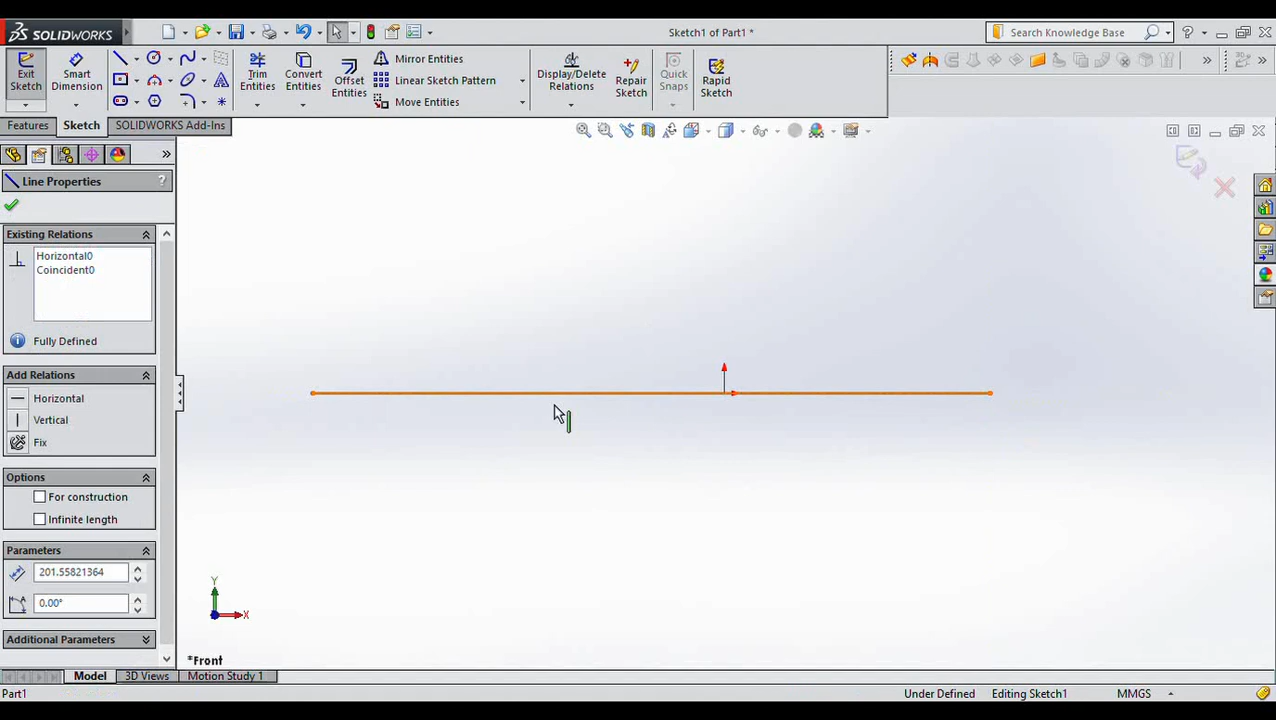 SOLIDWORKS
Sketch1 of Part1 *
Search Knowledge Base
?
Exit Sketch
Smart Dimension
Trim Entities
Convert Entities
Offset Entities
Mirror Entities
Linear Sketch Pattern
Move Entities
Display/Delete Relations
Repair Sketch
Quick Snaps
Rapid Sketch
Features
Sketch
SOLIDWORKS Add-Ins
Line Properties
?
Existing Relations
Horizontal0
Coincident0
Fully Defined
Add Relations
Horizontal
Vertical
Fix
Options
For construction
Infinite length
Parameters
201.55821364
0.00°
Additional Parameters
Y
X
*Front
Model
3D Views
Motion Study 1
Part1
Under Defined
Editing Sketch1
MMGS